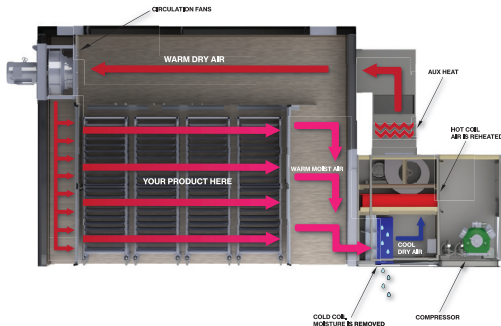 CIRCULATION FANS
WARM DRY AIR
AUX HEAT
HOT COIL
AIR IS REHEATED
WARM MOIST AIR
YOUR PRODUCT HERE
COOL
DRY AIR
COLD COIL,
MOISTURE IS REMOVED
COMPRESSOR